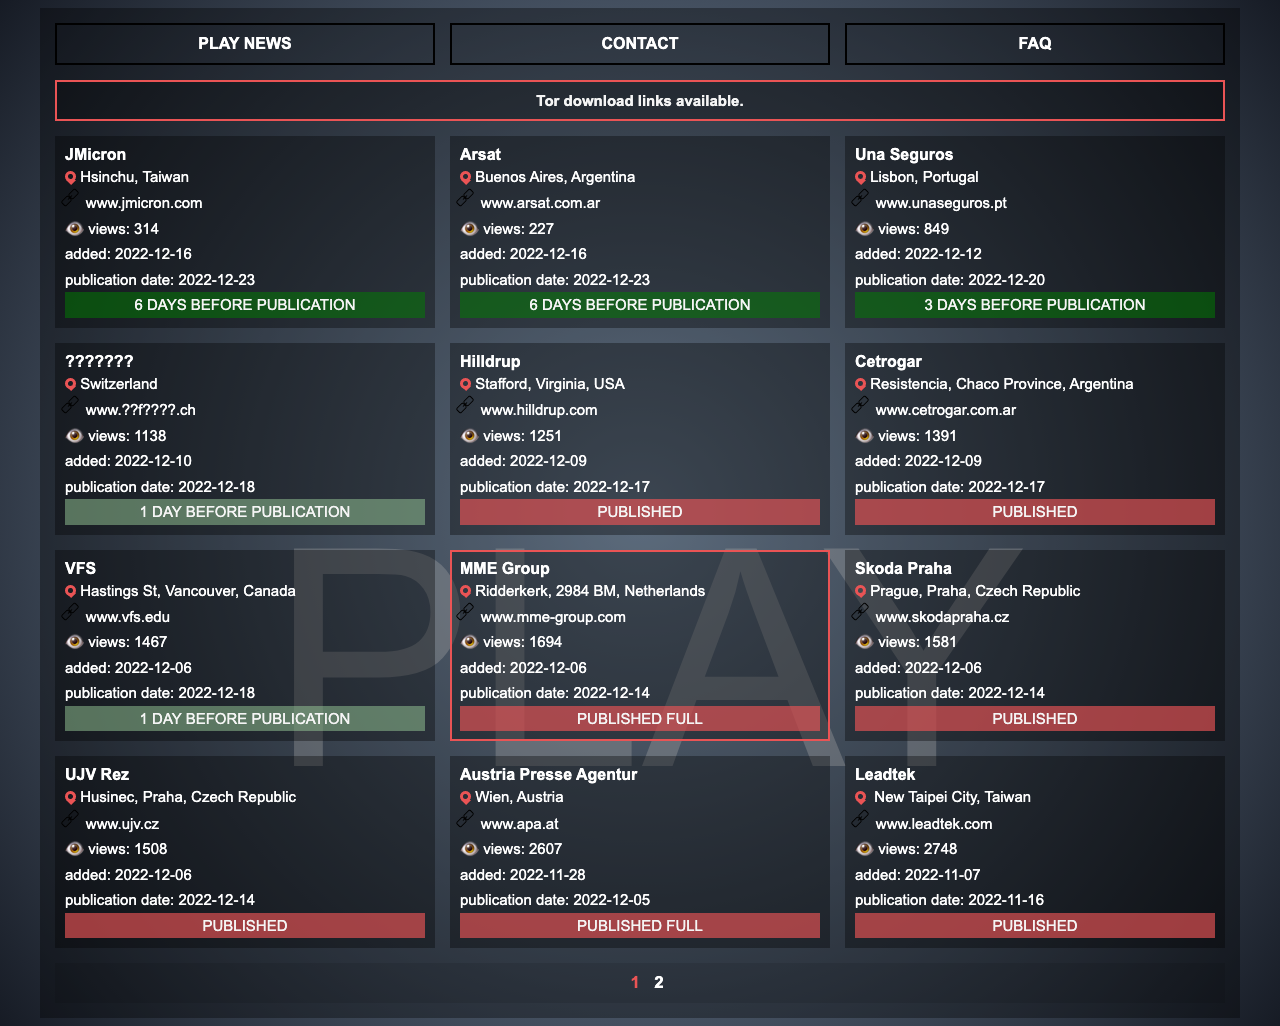 PLAY NEWS
CONTACT
FAQ
Tor download links available.
JMicron
Hsinchu, Taiwan
www.jmicron.com
views: 314
added: 2022-12-16
publication date: 2022-12-23
6 DAYS BEFORE PUBLICATION
Arsat
Buenos Aires, Argentina
www.arsat.com.ar
views: 227
added: 2022-12-16
publication date: 2022-12-23
6 DAYS BEFORE PUBLICATION
Una Seguros
Lisbon, Portugal
www.unaseguros.pt
views: 849
added: 2022-12-12
publication date: 2022-12-20
3 DAYS BEFORE PUBLICATION
???????
Switzerland
www.??f????.ch
views: 1138
added: 2022-12-10
publication date: 2022-12-18
1 DAY BEFORE PUBLICATION
Hilldrup
Stafford, Virginia, USA
www.hilldrup.com
views: 1251
added: 2022-12-09
publication date: 2022-12-17
PUBLISHED
Cetrogar
Resistencia, Chaco Province, Argentina
www.cetrogar.com.ar
views: 1391
added: 2022-12-09
publication date: 2022-12-17
PUBLISHED
VFS
Hastings St, Vancouver, Canada
www.vfs.edu
views: 1467
added: 2022-12-06
publication date: 2022-12-18
1 DAY BEFORE PUBLICATION
MME Group
Ridderkerk, 2984 BM, Netherlands
www.mme-group.com
views: 1694
added: 2022-12-06
publication date: 2022-12-14
PUBLISHED FULL
Skoda Praha
Prague, Praha, Czech Republic
www.skodapraha.cz
views: 1581
added: 2022-12-06
publication date: 2022-12-14
PUBLISHED
PLAY
UJV Rez
Husinec, Praha, Czech Republic
www.ujv.cz
views: 1508
added: 2022-12-06
publication date: 2022-12-14
PUBLISHED
Austria Presse Agentur
Wien, Austria
www.apa.at
views: 2607
added: 2022-11-28
publication date: 2022-12-05
PUBLISHED FULL
Leadtek
New Taipei City, Taiwan
www.leadtek.com
views: 2748
added: 2022-11-07
publication date: 2022-11-16
PUBLISHED
1 2